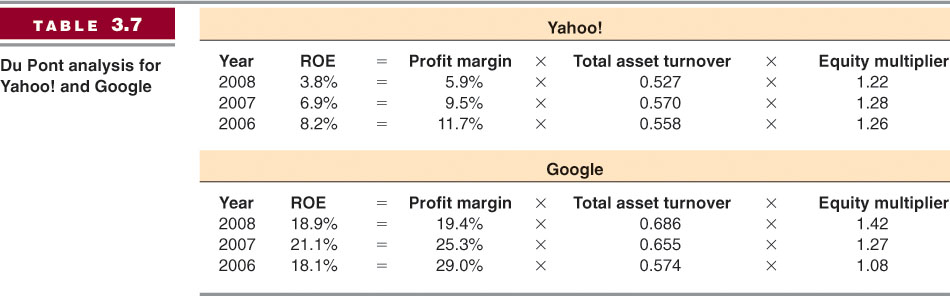 TABLE 3.7
Du Pont analysis for
Yahoo! and Google
Yahoo!
Year ROE = Profit margin × Total asset turnover × Equity multiplier
2008 3.8% = 5.9% × 0.527 × 1.22
2007 6.9% = 9.5% × 0.570 × 1.28
2006 8.2% = 11.7% × 0.558 × 1.26
Google
Year ROE = Profit margin × Total asset turnover × Equity multiplier
2008 18.9% = 19.4% × 0.686 × 1.42
2007 21.1% = 25.3% × 0.655 × 1.27
2006 18.1% = 29.0% × 0.574 × 1.08